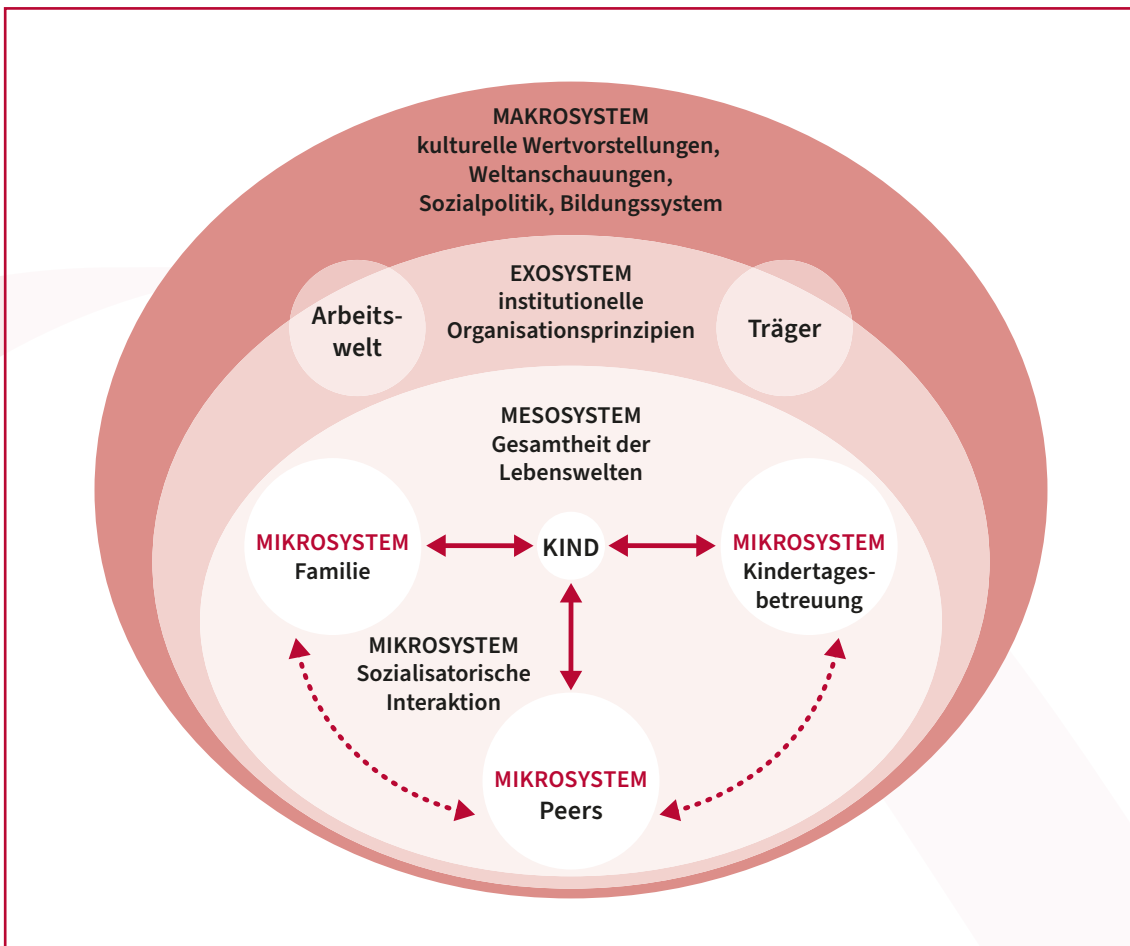 MAKROSYSTEM
kulturelle Wertvorstellungen,
Weltanschauungen,
Sozialpolitik, Bildungssystem
EXOSYSTEM
institutionelle
Organisationsprinzipien
Arbeits-
welt
Träger
MESOSYSTEM
Gesamtheit der
Lebenswelten
MIKROSYSTEM
Familie
KIND
MIKROSYSTEM
Kindertages-
betreuung
MIKROSYSTEM
Sozialisatorische
Interaktion
MIKROSYSTEM
Peers